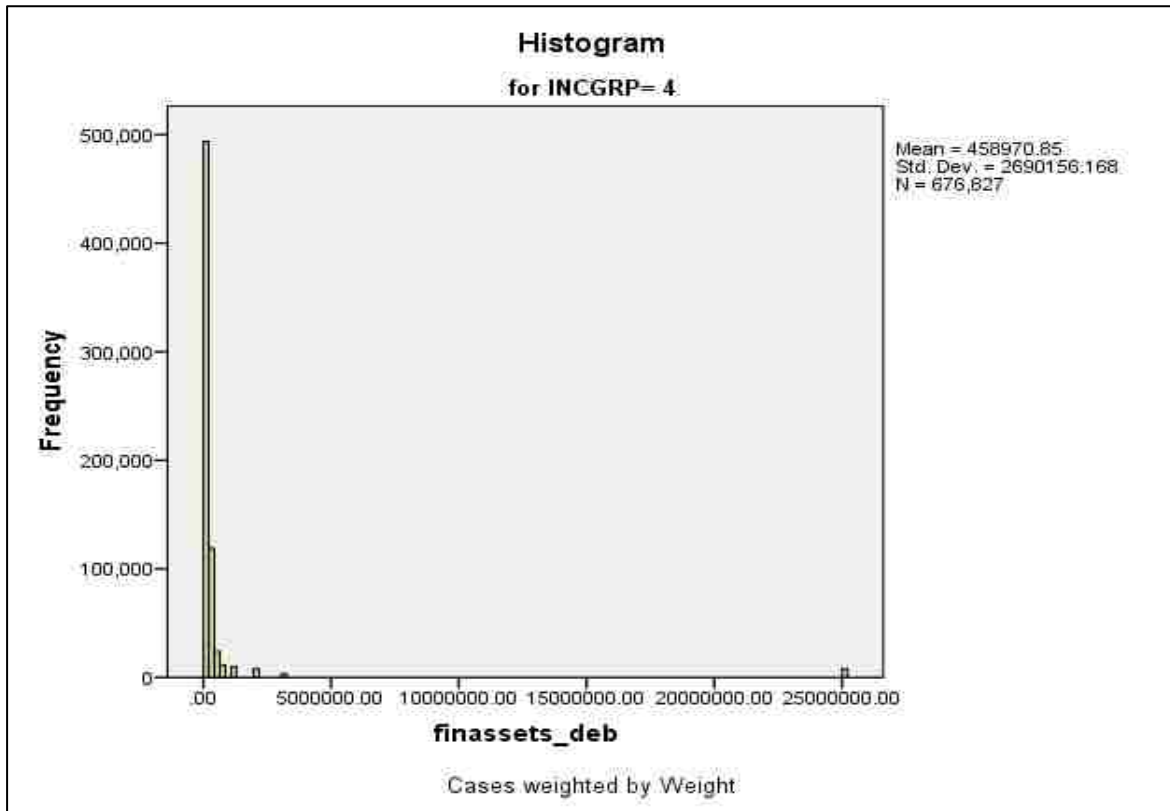 Histogram
for INCGRP= 4
Mean = 458970.85
Std. Dev. = 2690156.168
N = 676,827
Frequency
500,000
400,000
300,000
200,000
100,000
0
.00 5000000.00 10000000.00 15000000.00 20000000.00 25000000.00
finassets_deb
Cases weighted by Weight